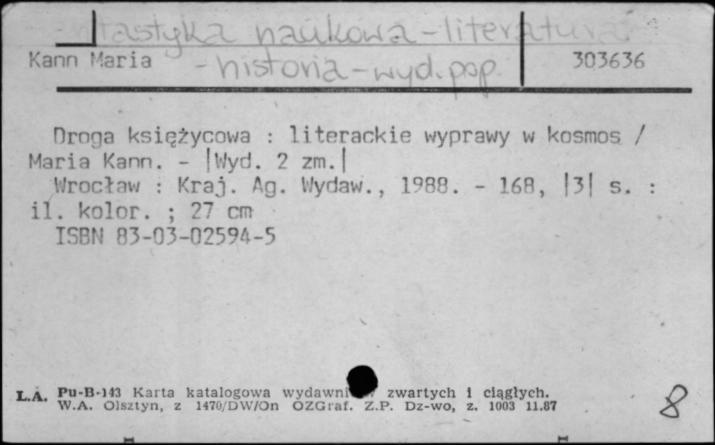 fantastyka naukowa - literatura
Kann Maria - historia - wyd. pop. 303636
Droga księżycowa : literackie wyprawy w kosmos /
Maria Kann. - |Wyd. 2 zm.|
Wrocław : Kraj. Ag. Wydaw., 1988. - 168, |3| s. :
il. kolor. ; 27 cm
ISBN 83-03-02594-5
L.A. Pu-B-143 Karta katalogowa zwartych i ciągłych.
W.A. Olsztyn, z 1470/DW/On OZGraf. Z.P. Dz-wo, z. 1003 11.87
8